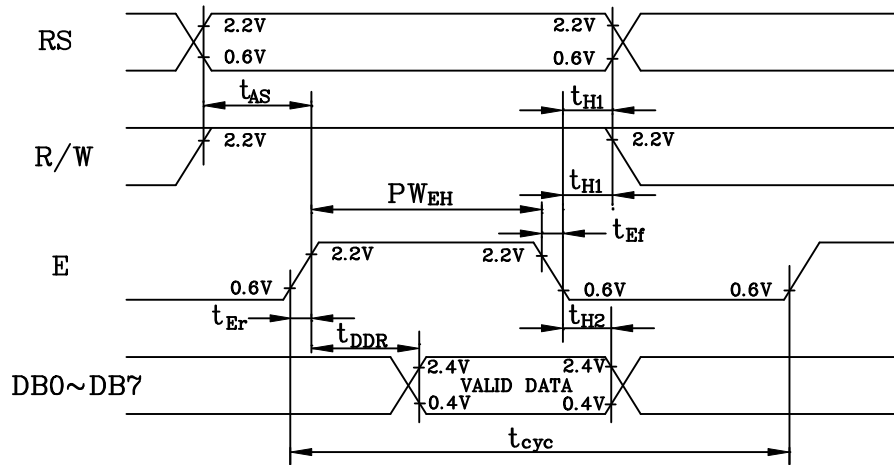 RS 2.2V 2.2V
0.6V 0.6V
tAS tH1
R/W 2.2V 2.2V
PWEH tH1
tEf
E 2.2V 2.2V
0.6V 0.6V 0.6V
tEr tDDR tH2
DB0~DB7 2.4V VALID DATA 2.4V
0.4V 0.4V
tcyc